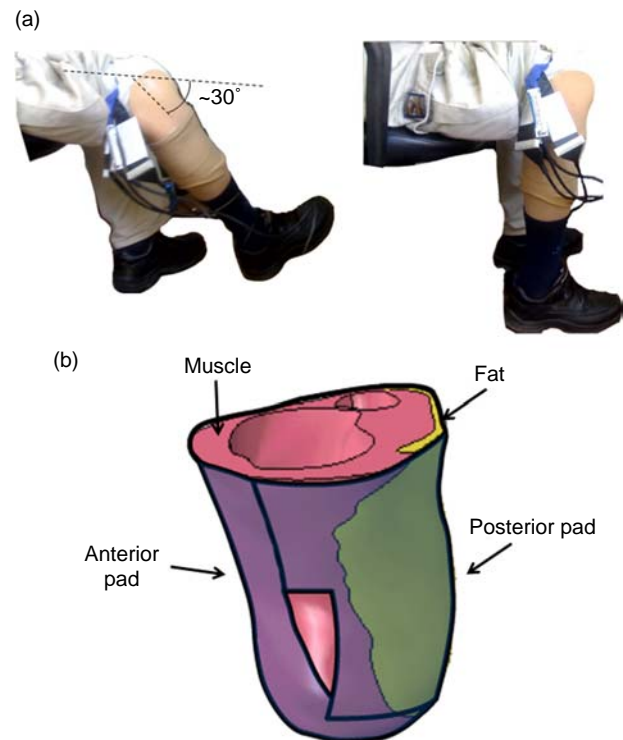 (a)
~30˚
(b)
Muscle
Fat
Anterior
pad
Posterior pad